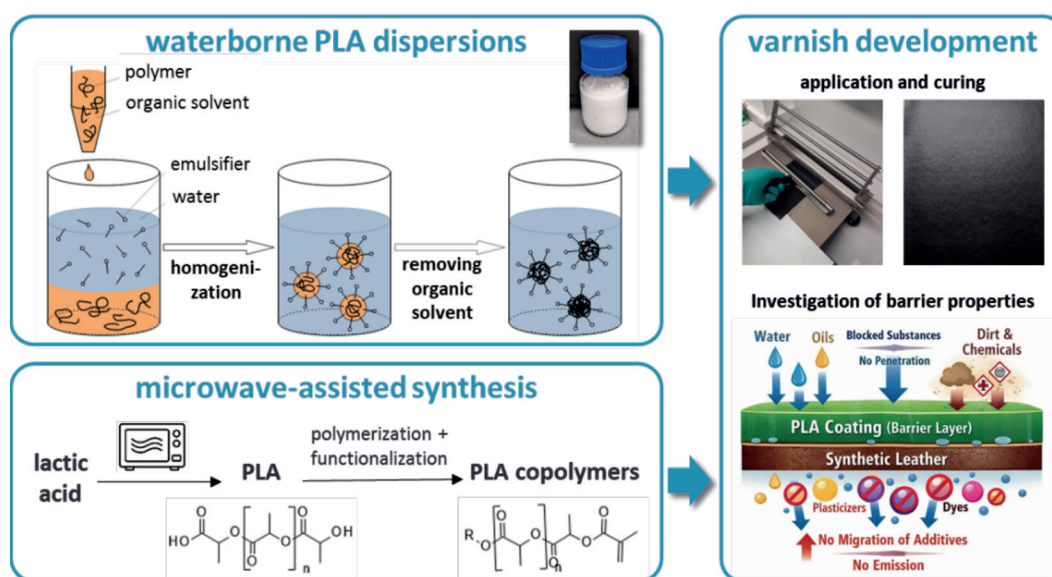 waterborne PLA dispersions
polymer
organic solvent
emulsifier
water
homogeni-
zation
removing
organic
solvent
microwave-assisted synthesis
lactic
acid
PLA
polymerization +
functionalization
PLA copolymers
HO
O
O
O
O
O
OH
n
R
O
O
O
O
O
O
n
varnish development
application and curing
Investigation of barrier properties
Water
Oils
Blocked Substances
No Penetration
Dirt &
Chemicals
PLA Coating (Barrier Layer)
Synthetic Leather
Plasticizers
Dyes
No Migration of Additives
No Emission